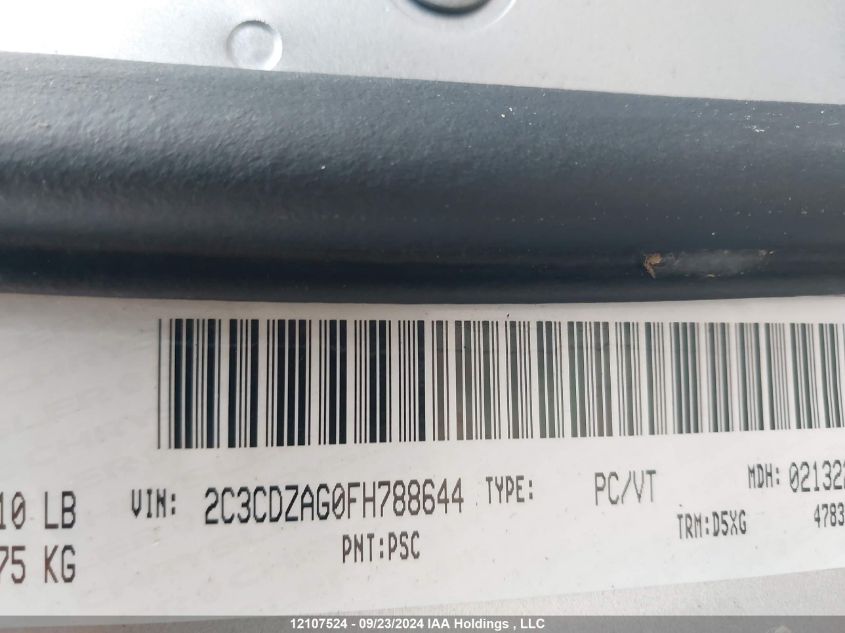 10 LB
VIN: 2C3CDZAG0FH788644 TYPE: PC/VT MDH: 021322
75 KG
PNT:PSC
TRM:D5XG
4783
12107524 - 09/23/2024 IAA Holdings , LLC